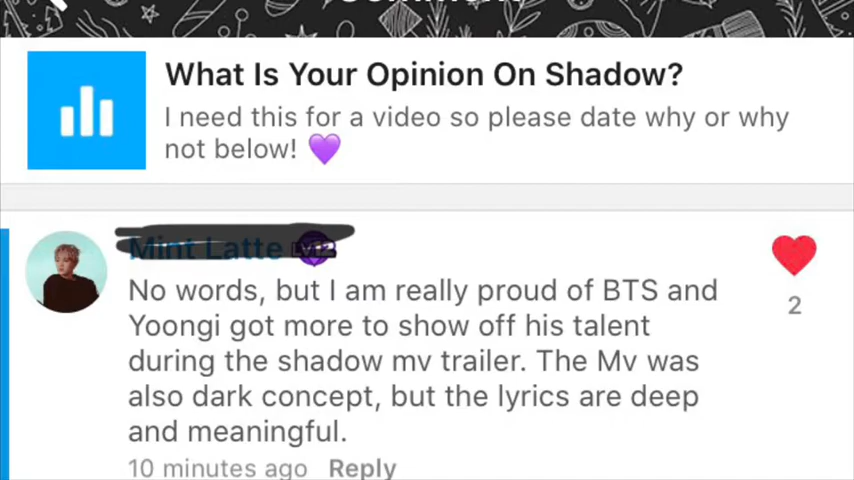 Comment
What Is Your Opinion On Shadow?
I need this for a video so please date why or why
not below!
Mint Latte
No words, but I am really proud of BTS and
Yoongi got more to show off his talent
during the shadow mv trailer. The Mv was
also dark concept, but the lyrics are deep
and meaningful.
2
10 minutes ago Reply